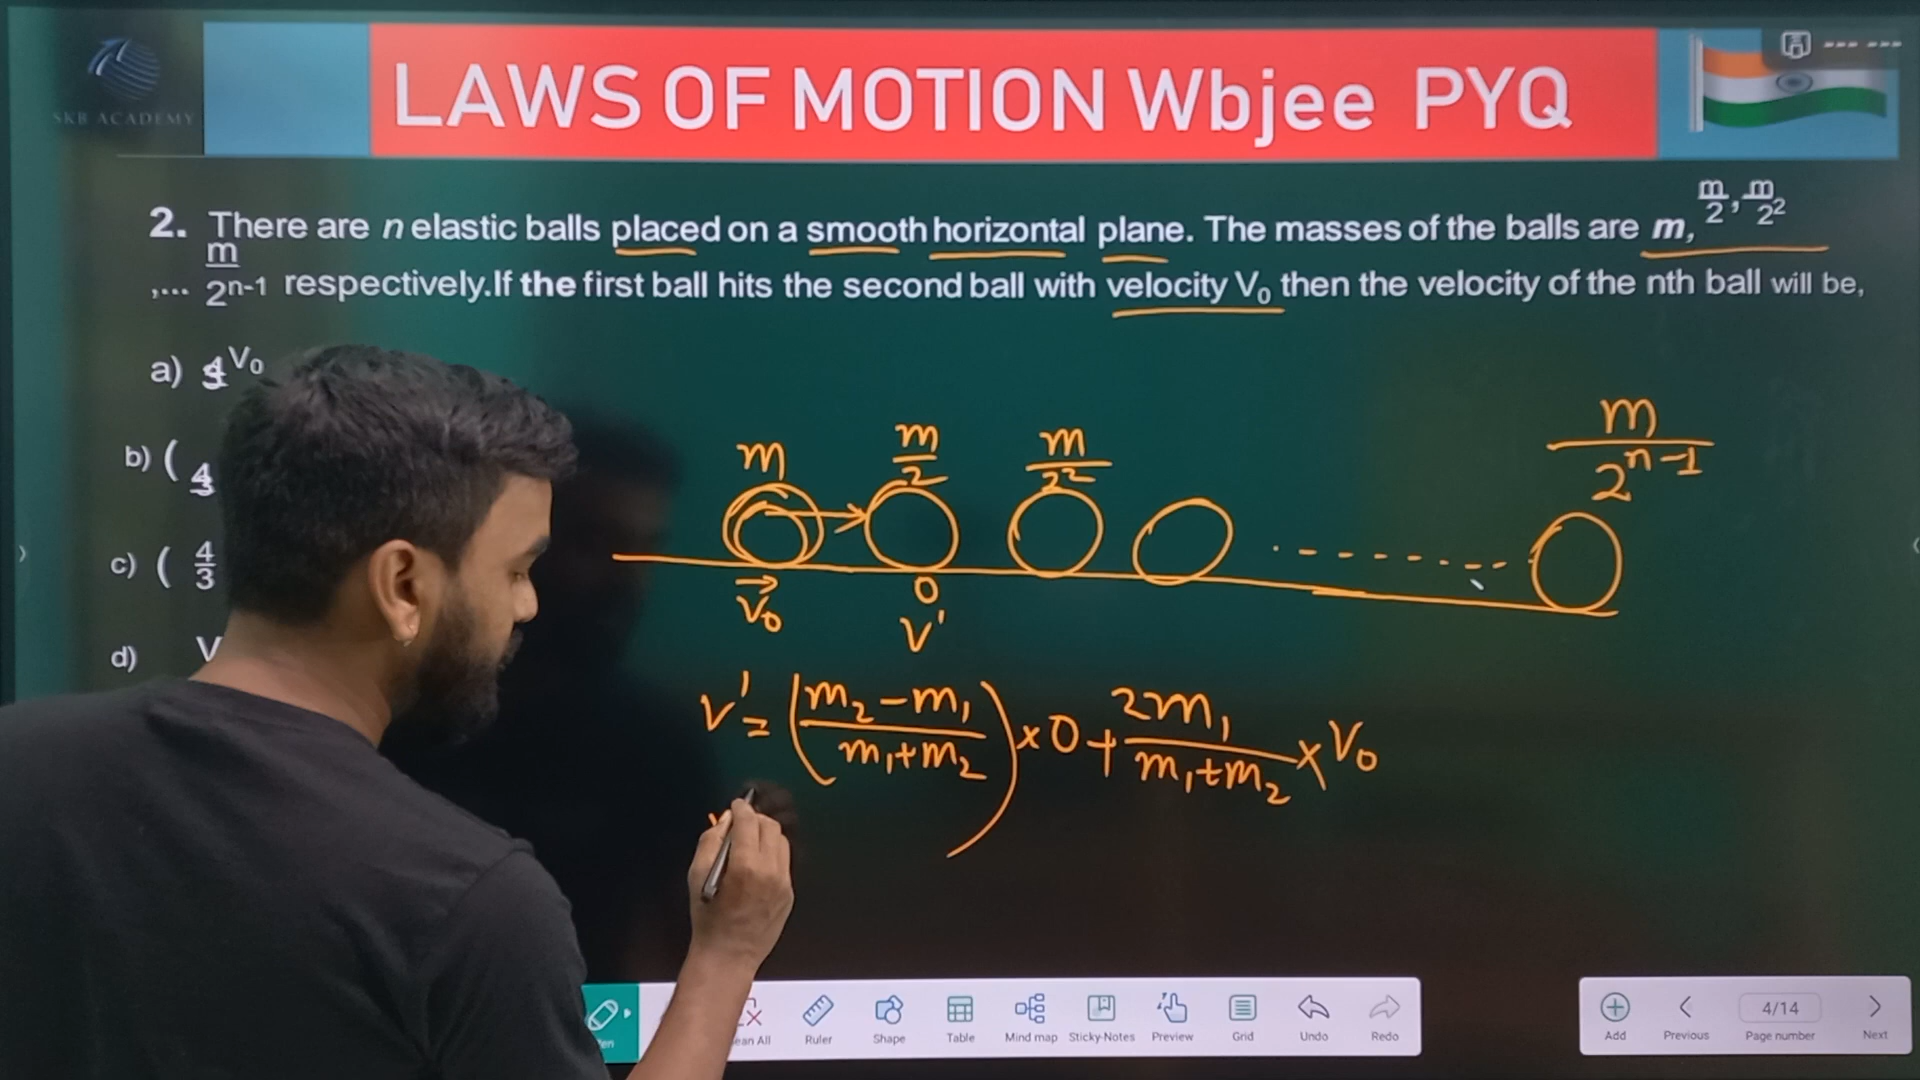 SKB ACADEMY
LAWS OF MOTION Wbjee PYQ
2. There are n elastic balls placed on a smooth horizontal plane. The masses of the balls are m, m/2, m/2²
,... m/2ⁿ⁻¹ respectively.If the first ball hits the second ball with velocity V₀ then the velocity of the nth ball will be,
a) V₀
b) (
c) ( 4/3
d) V
m m/2 m/2² m/2ⁿ⁻¹
V₀ 0
V'
V' = (m₂-m₁/m₁+m₂) × 0 + 2m₁/m₁+m₂ × V₀
Ruler Shape Table Mind map Sticky-Notes Preview Grid Undo Redo
Add Previous 4/14 Page number Next